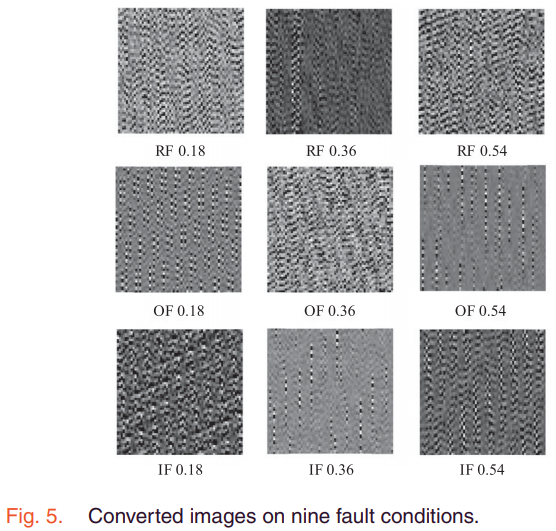 RF 0.18 RF 0.36 RF 0.54
OF 0.18 OF 0.36 OF 0.54
IF 0.18 IF 0.36 IF 0.54
Fig. 5. Converted images on nine fault conditions.